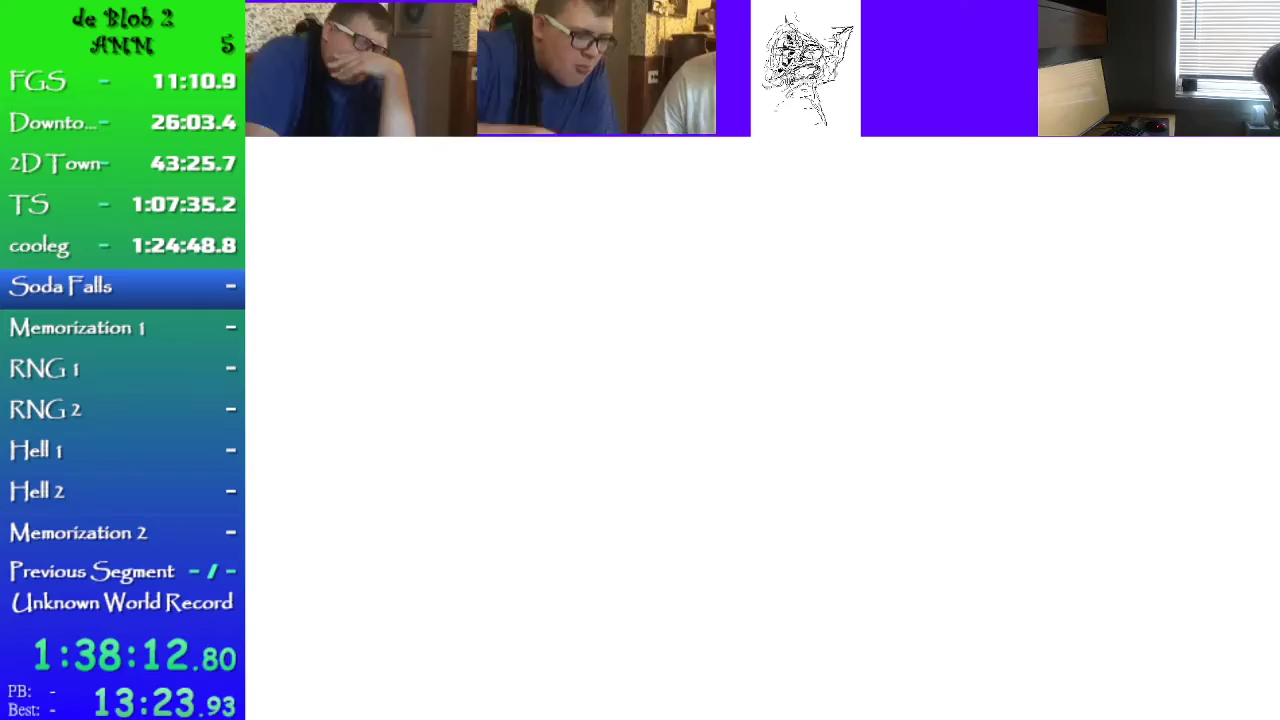 de Blob 2
AMM 5
FGS - 11:10.9
Downto... - 26:03.4
2D Town - 43:25.7
TS - 1:07:35.2
cooleg - 1:24:48.8
Soda Falls -
Memorization 1 -
RNG 1 -
RNG 2 -
Hell 1 -
Hell 2 -
Memorization 2 -
Previous Segment - / -
Unknown World Record
1:38:12.80
PB: -
Best: - 13:23.93